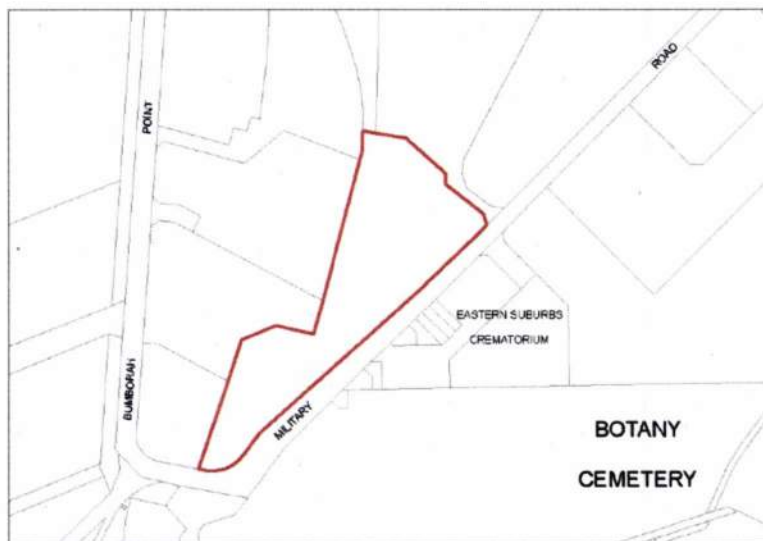 ROAD
POINT
EASTERN SUBURBS
CREMATORIUM
BUMBORAH
MILITARY
BOTANY
CEMETERY